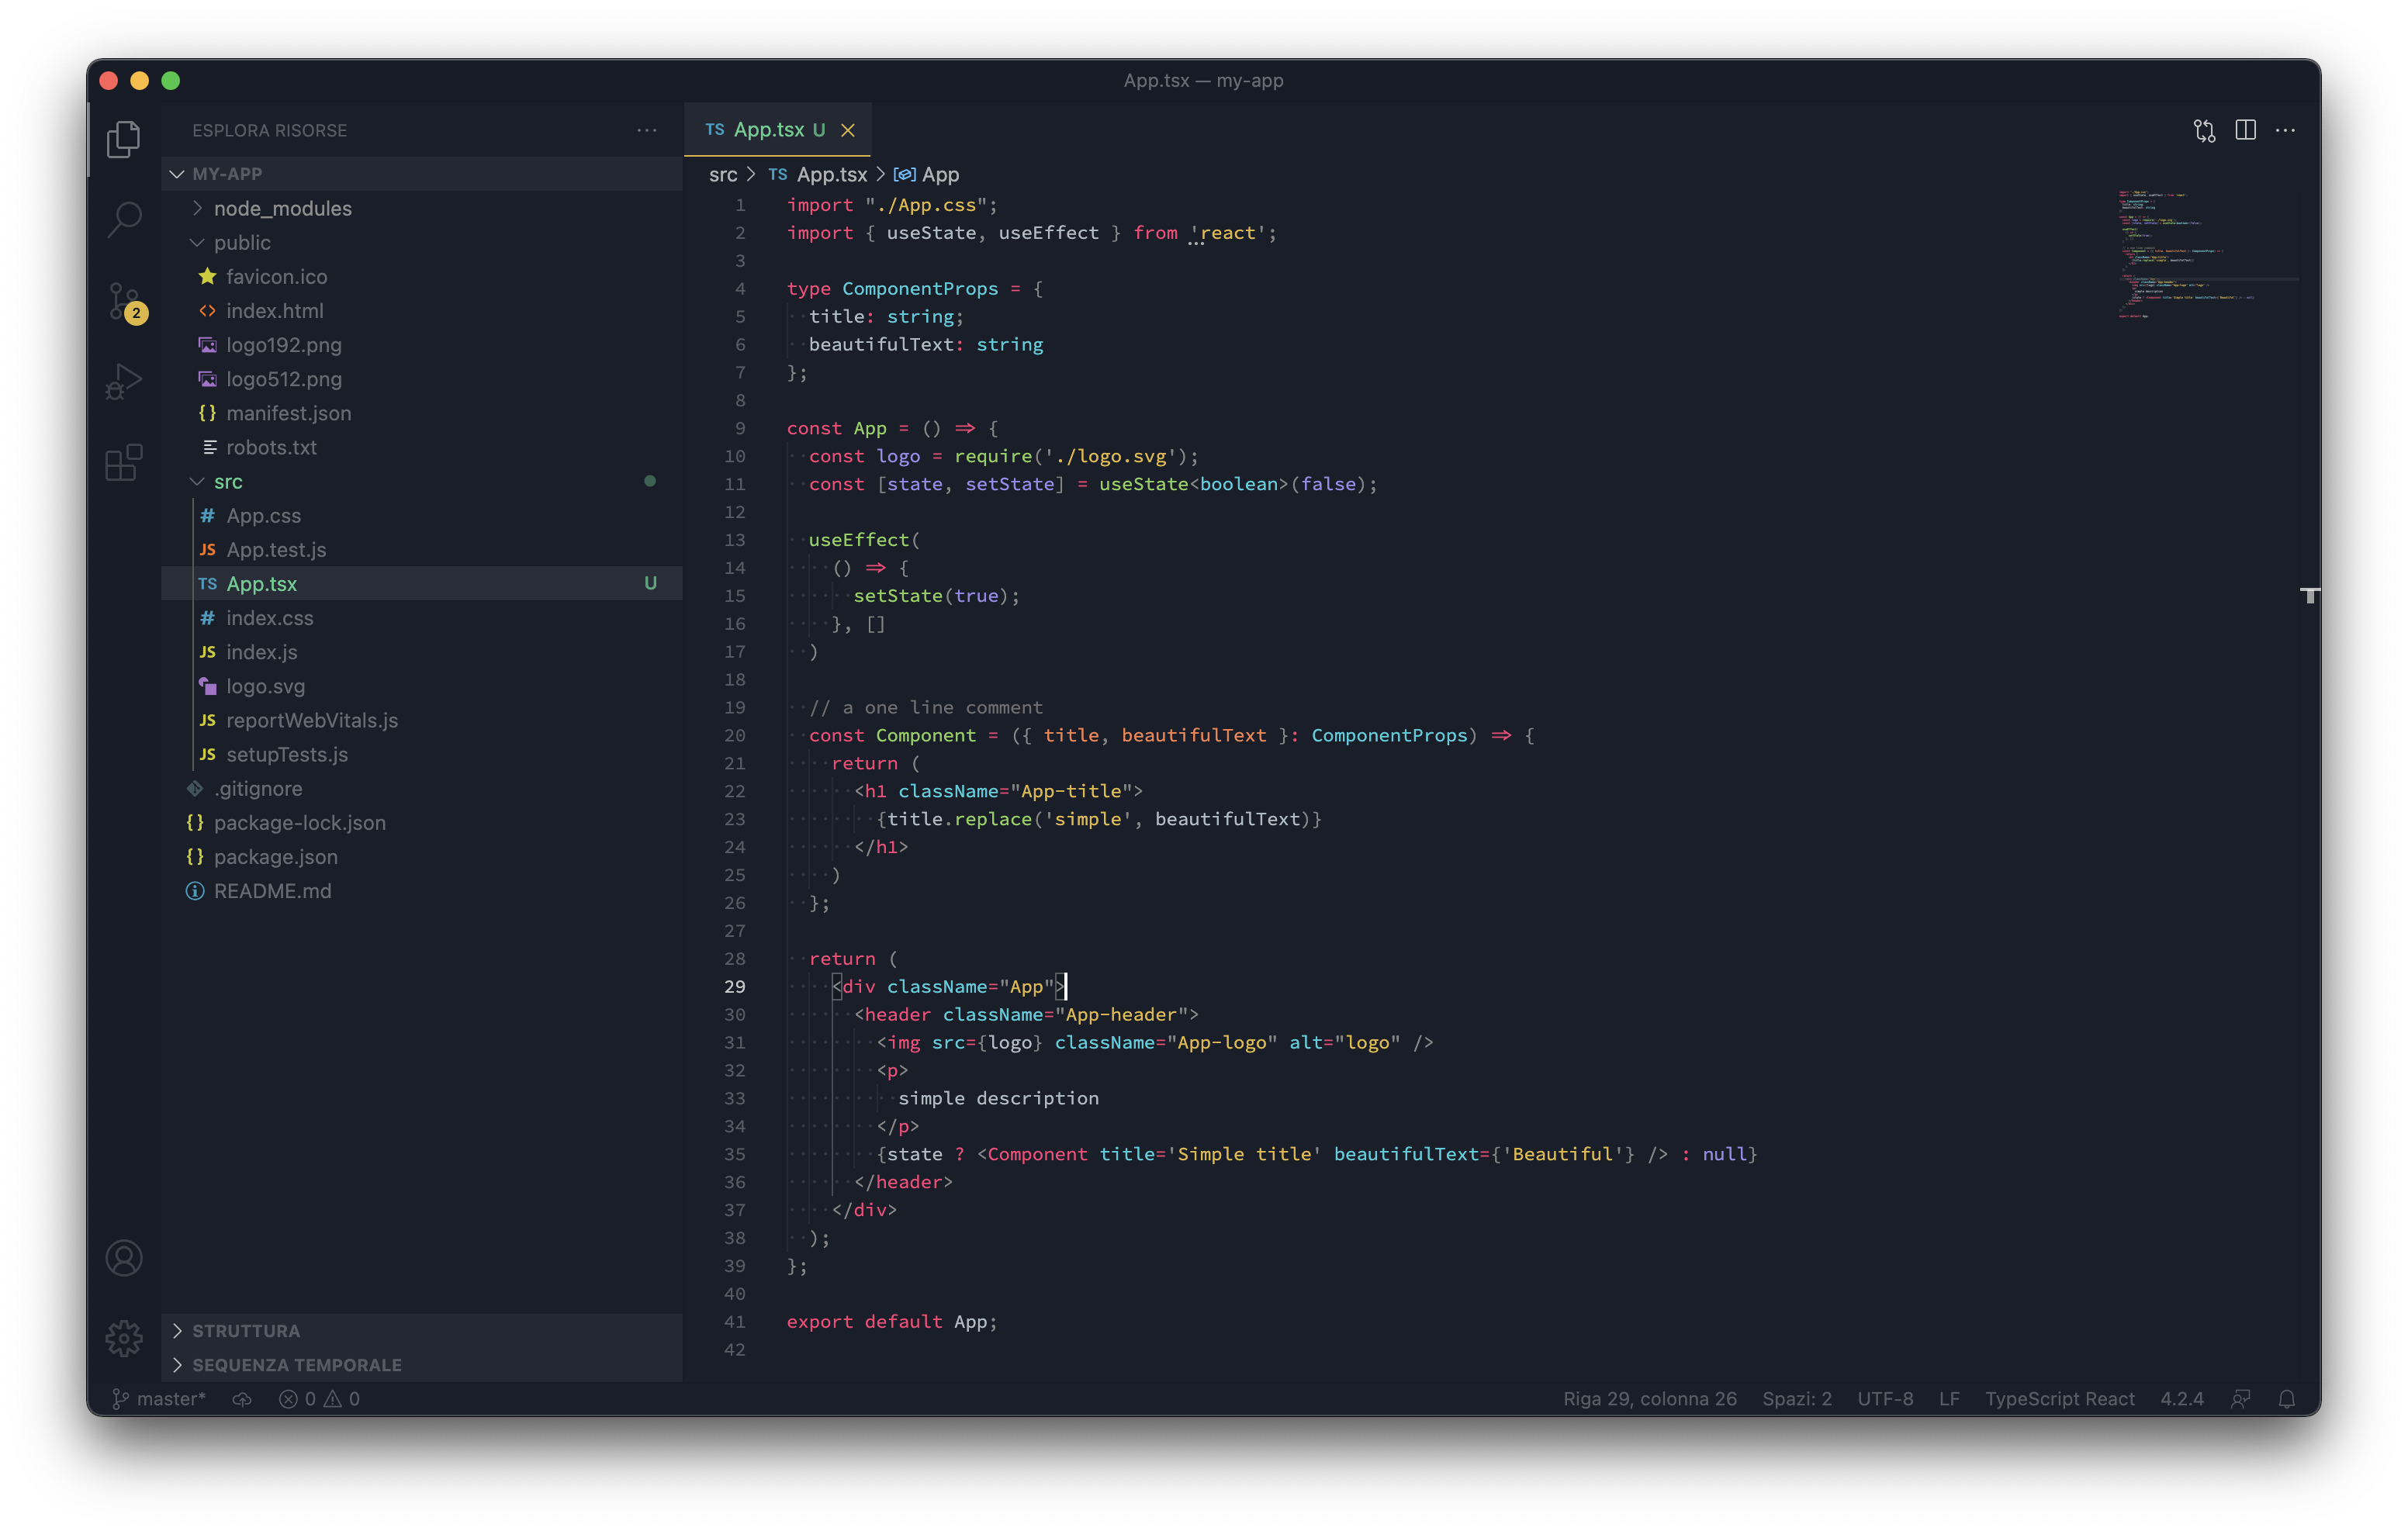 App.tsx — my-app
ESPLORA RISORSE
MY-APP
node_modules
public
favicon.ico
index.html
logo192.png
logo512.png
manifest.json
robots.txt
src
App.css
JS App.test.js
TS App.tsx U
index.css
JS index.js
logo.svg
JS reportWebVitals.js
JS setupTests.js
.gitignore
package-lock.json
package.json
README.md
STRUTTURA
SEQUENZA TEMPORALE
2
TS App.tsx U
src > TS App.tsx > App
1 import "./App.css";
2 import { useState, useEffect } from 'react';
3
4 type ComponentProps = {
5 title: string;
6 beautifulText: string
7 };
8
9 const App = () => {
10 const logo = require('./logo.svg');
11 const [state, setState] = useState<boolean>(false);
12
13 useEffect(
14 () => {
15 setState(true);
16 }, []
17 )
18
19 // a one line comment
20 const Component = ({ title, beautifulText }: ComponentProps) => {
21 return (
22 <h1 className="App-title">
23 {title.replace('simple', beautifulText)}
24 </h1>
25 )
26 };
27
28 return (
29 <div className="App">
30 <header className="App-header">
31 <img src={logo} className="App-logo" alt="logo" />
32 <p>
33 simple description
34 </p>
35 {state ? <Component title='Simple title' beautifulText={'Beautiful'} /> : null}
36 </header>
37 </div>
38 );
39 };
40
41 export default App;
42
master* 0 0 Riga 29, colonna 26 Spazi: 2 UTF-8 LF TypeScript React 4.2.4